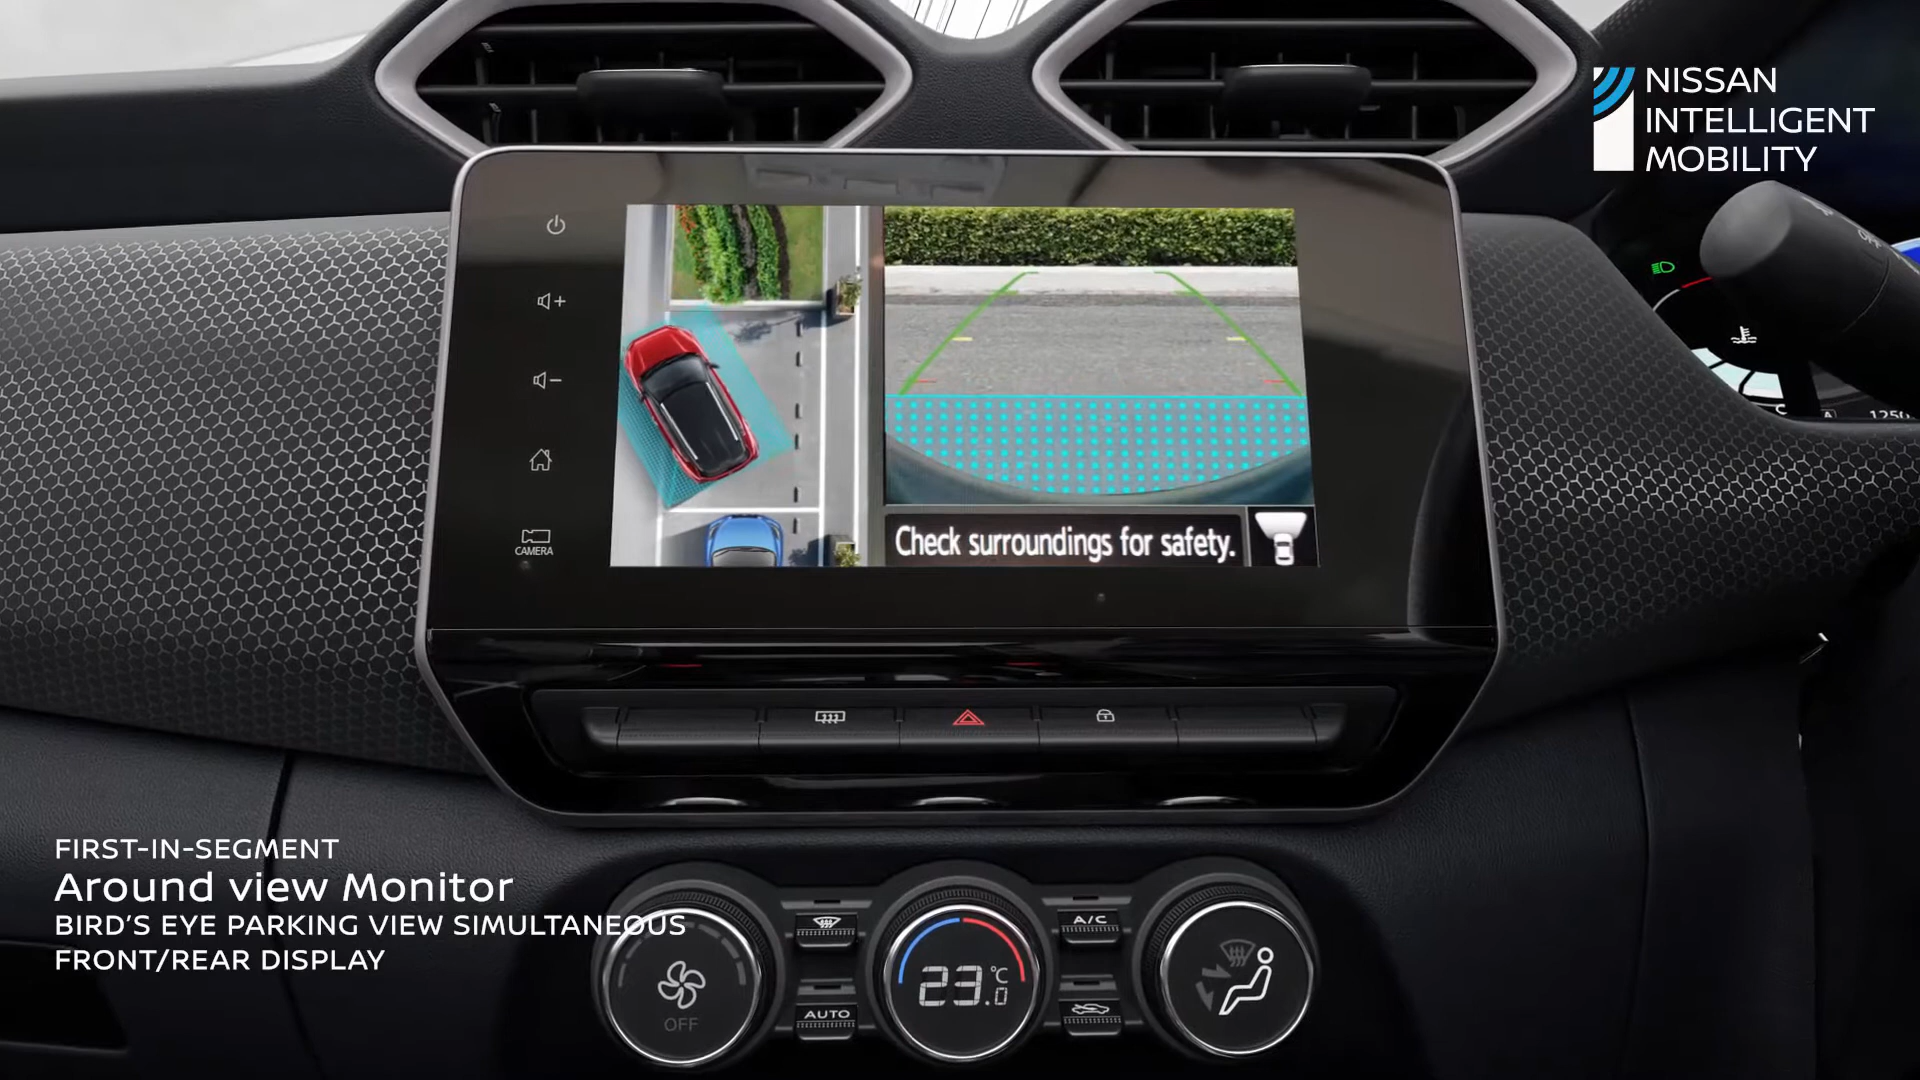 NISSAN
INTELLIGENT
MOBILITY
CAMERA
Check surroundings for safety.
FIRST-IN-SEGMENT
Around view Monitor
BIRD'S EYE PARKING VIEW SIMULTANEOUS
FRONT/REAR DISPLAY
OFF
AUTO
23.0 °C
A/C
OFF
C
A